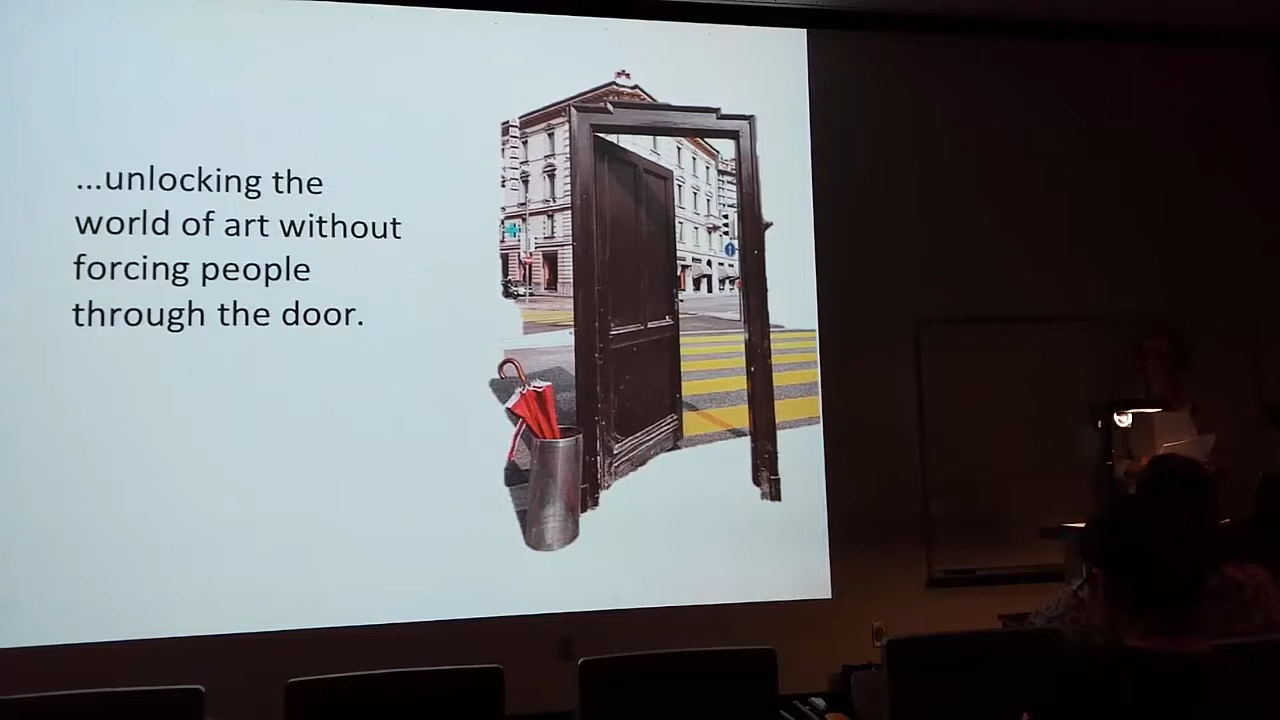 ...unlocking the
world of art without
forcing people
through the door.